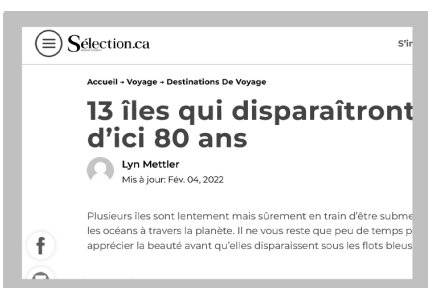 Sélection.ca
S'ir
Accueil → Voyage → Destinations De Voyage
13 îles qui disparaîtront
d'ici 80 ans
Lyn Mettler
Mis à jour: Fév. 04, 2022
Plusieurs îles sont lentement mais sûrement en train d'être subme
les océans à travers la planète. Il ne vous reste que peu de temps p
apprécier la beauté avant qu'elles disparaissent sous les flots bleus